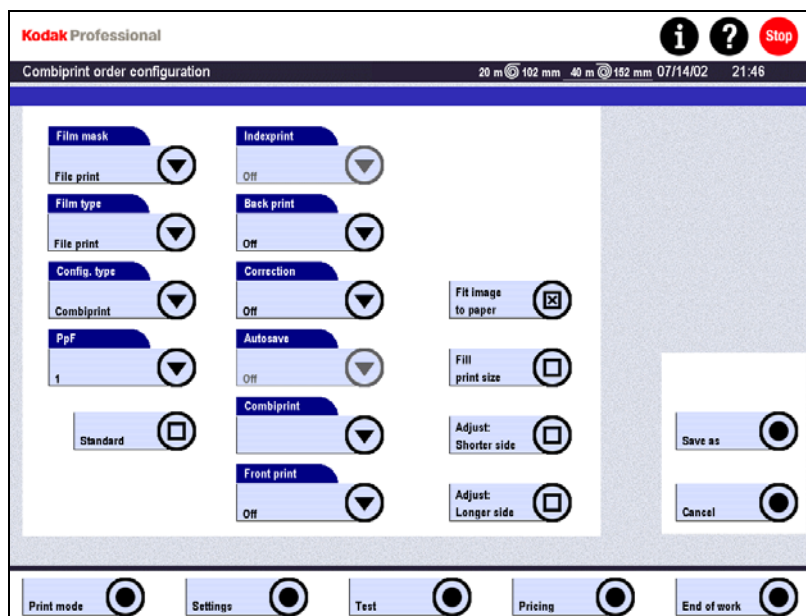 Kodak Professional
i ? Stop
Combiprint order configuration 20 m 102 mm 40 m 152 mm 07/14/02 21:46
Film mask
File print
Film type
File print
Config. type
Combiprint
PpF
1
Standard
Indexprint
Off
Back print
Off
Correction
Off
Autosave
Off
Combiprint
Front print
Off
Fit image
to paper
Fill
print size
Adjust:
Shorter side
Adjust:
Longer side
Save as
Cancel
Print mode Settings Test Pricing End of work